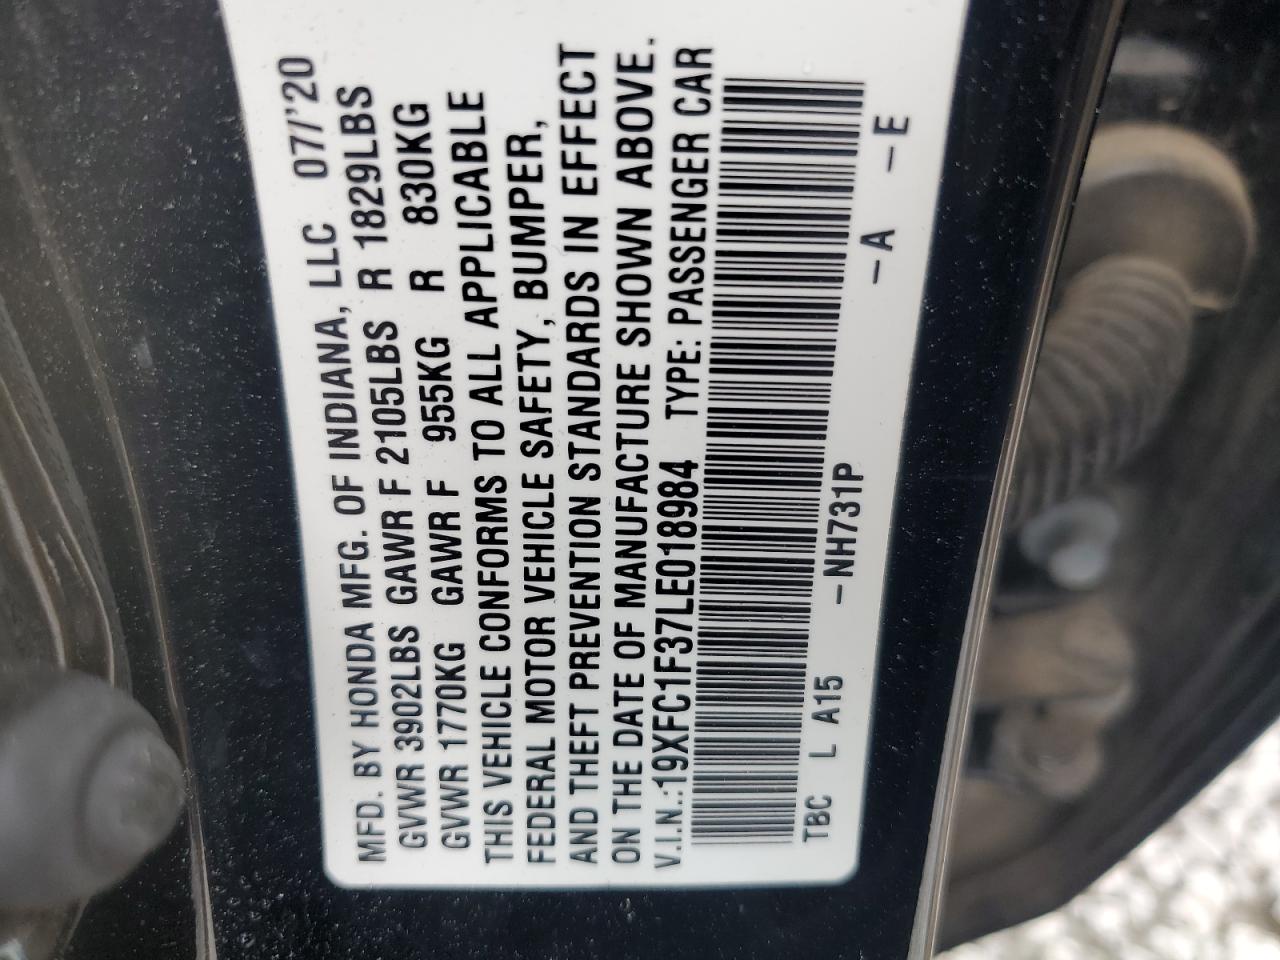 MFD. BY HONDA MFG. OF INDIANA, LLC 07/'20
GVWR 3902LBS GAWR F 2105LBS R 1829LBS
GVWR 1770KG GAWR F 955KG R 830KG
THIS VEHICLE CONFORMS TO ALL APPLICABLE
FEDERAL MOTOR VEHICLE SAFETY, BUMPER,
AND THEFT PREVENTION STANDARDS IN EFFECT
ON THE DATE OF MANUFACTURE SHOWN ABOVE.
V.I.N.:19XFC1F37LE018984 TYPE: PASSENGER CAR
TBC L A15 -NH731P -A -E